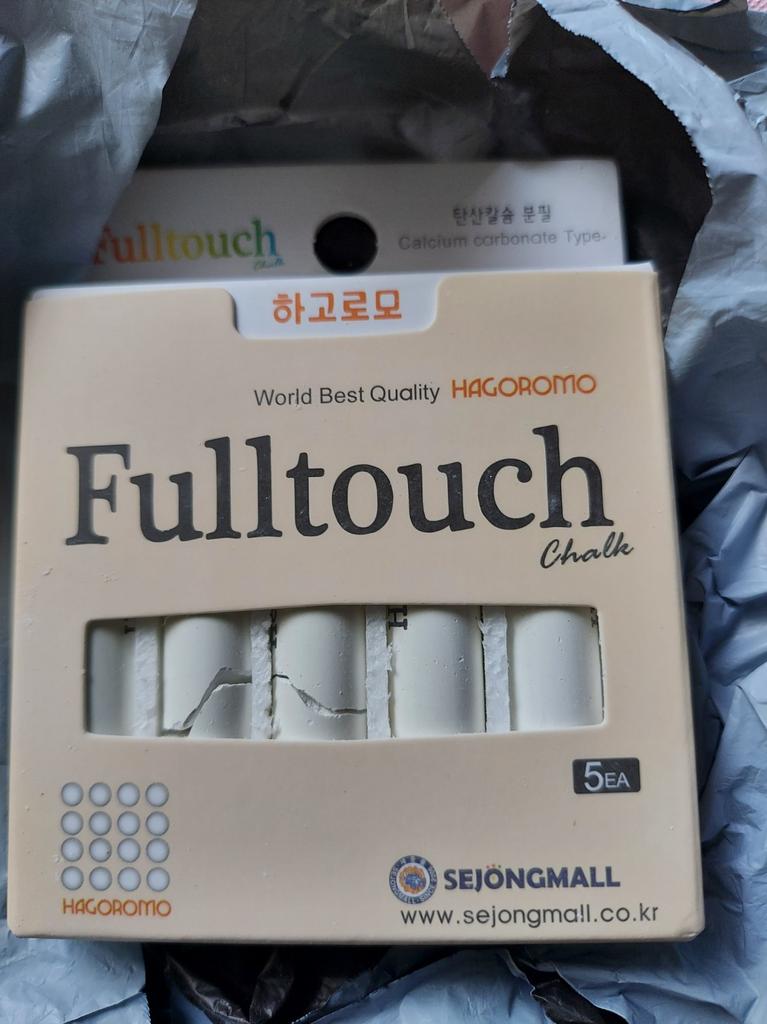 Fulltouch
Chalk
탄산칼슘 분필
Calcium carbonate Type
하고로모
World Best Quality HAGOROMO
Fulltouch
Chalk
H
5EA
HAGOROMO
SEJONGMALL
www.sejongmall.co.kr